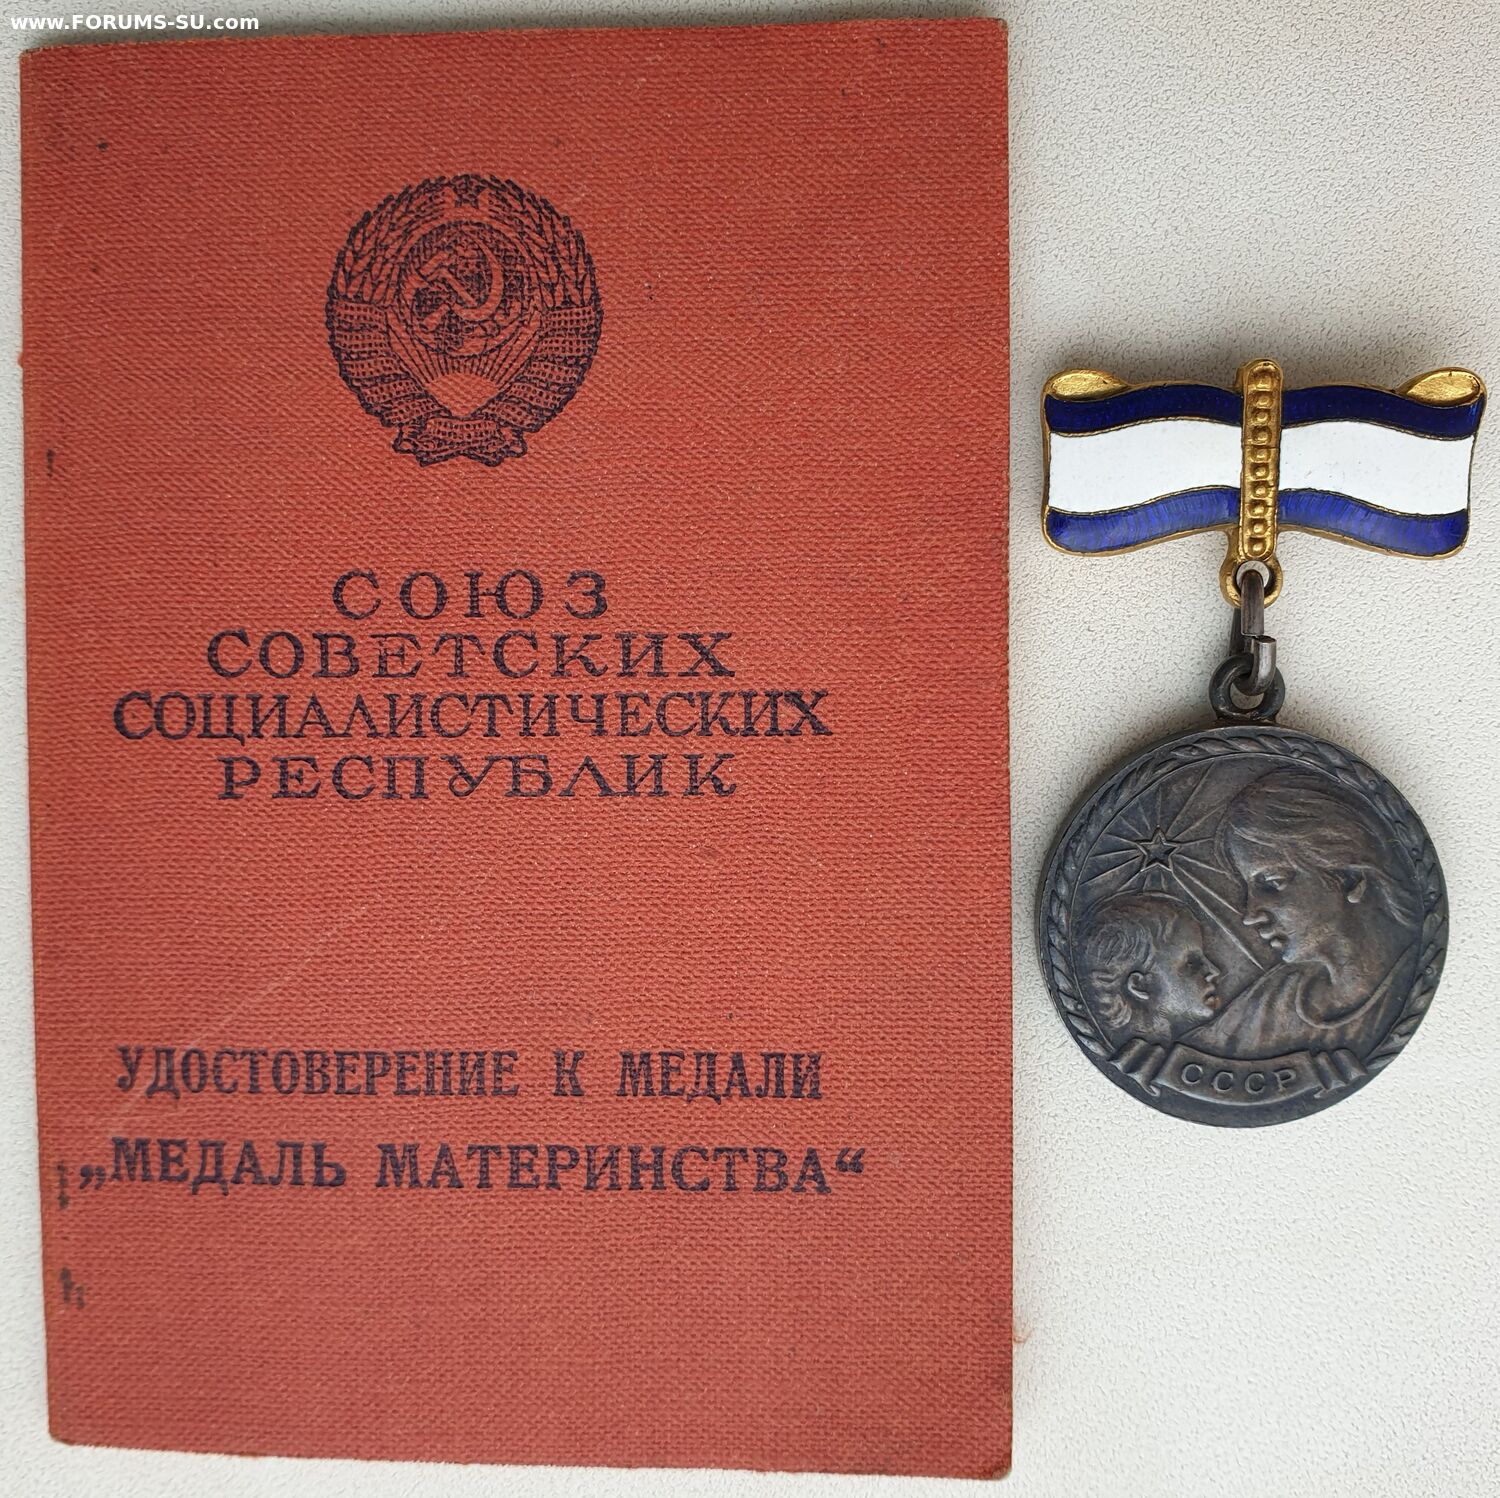 www.FORUMS-SU.com
СОЮЗ
СОВЕТСКИХ
СОЦИАЛИСТИЧЕСКИХ
РЕСПУБЛИК
УДОСТОВЕРЕНИЕ К МЕДАЛИ
„МЕДАЛЬ МАТЕРИНСТВА“
СССР